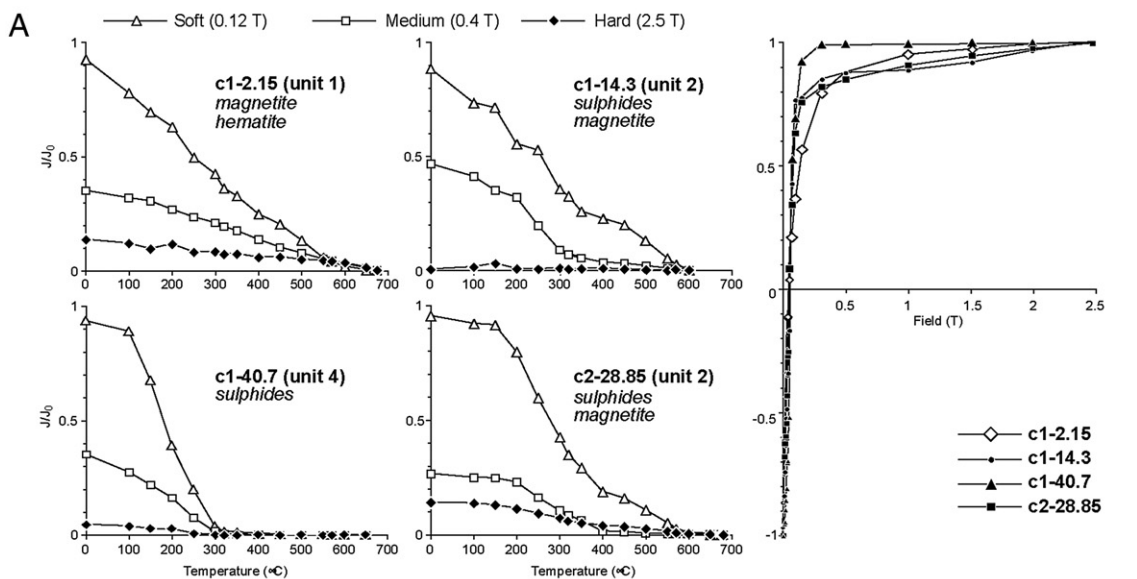 A
Soft (0.12 T) Medium (0.4 T) Hard (2.5 T)
1
0.5
0
J/J0
c1-2.15 (unit 1)
magnetite
hematite
0 100 200 300 400 500 600 700
1
0.5
0
c1-14.3 (unit 2)
sulphides
magnetite
0 100 200 300 400 500 600 700
1
0.5
0
J/J0
c1-40.7 (unit 4)
sulphides
0 100 200 300 400 500 600 700
Temperature (∞C)
1
0.5
0
c2-28.85 (unit 2)
sulphides
magnetite
0 100 200 300 400 500 600 700
Temperature (∞C)
1
0.5
0
-0.5
-1
0.5 1 1.5 2 2.5
Field (T)
c1-2.15
c1-14.3
c1-40.7
c2-28.85